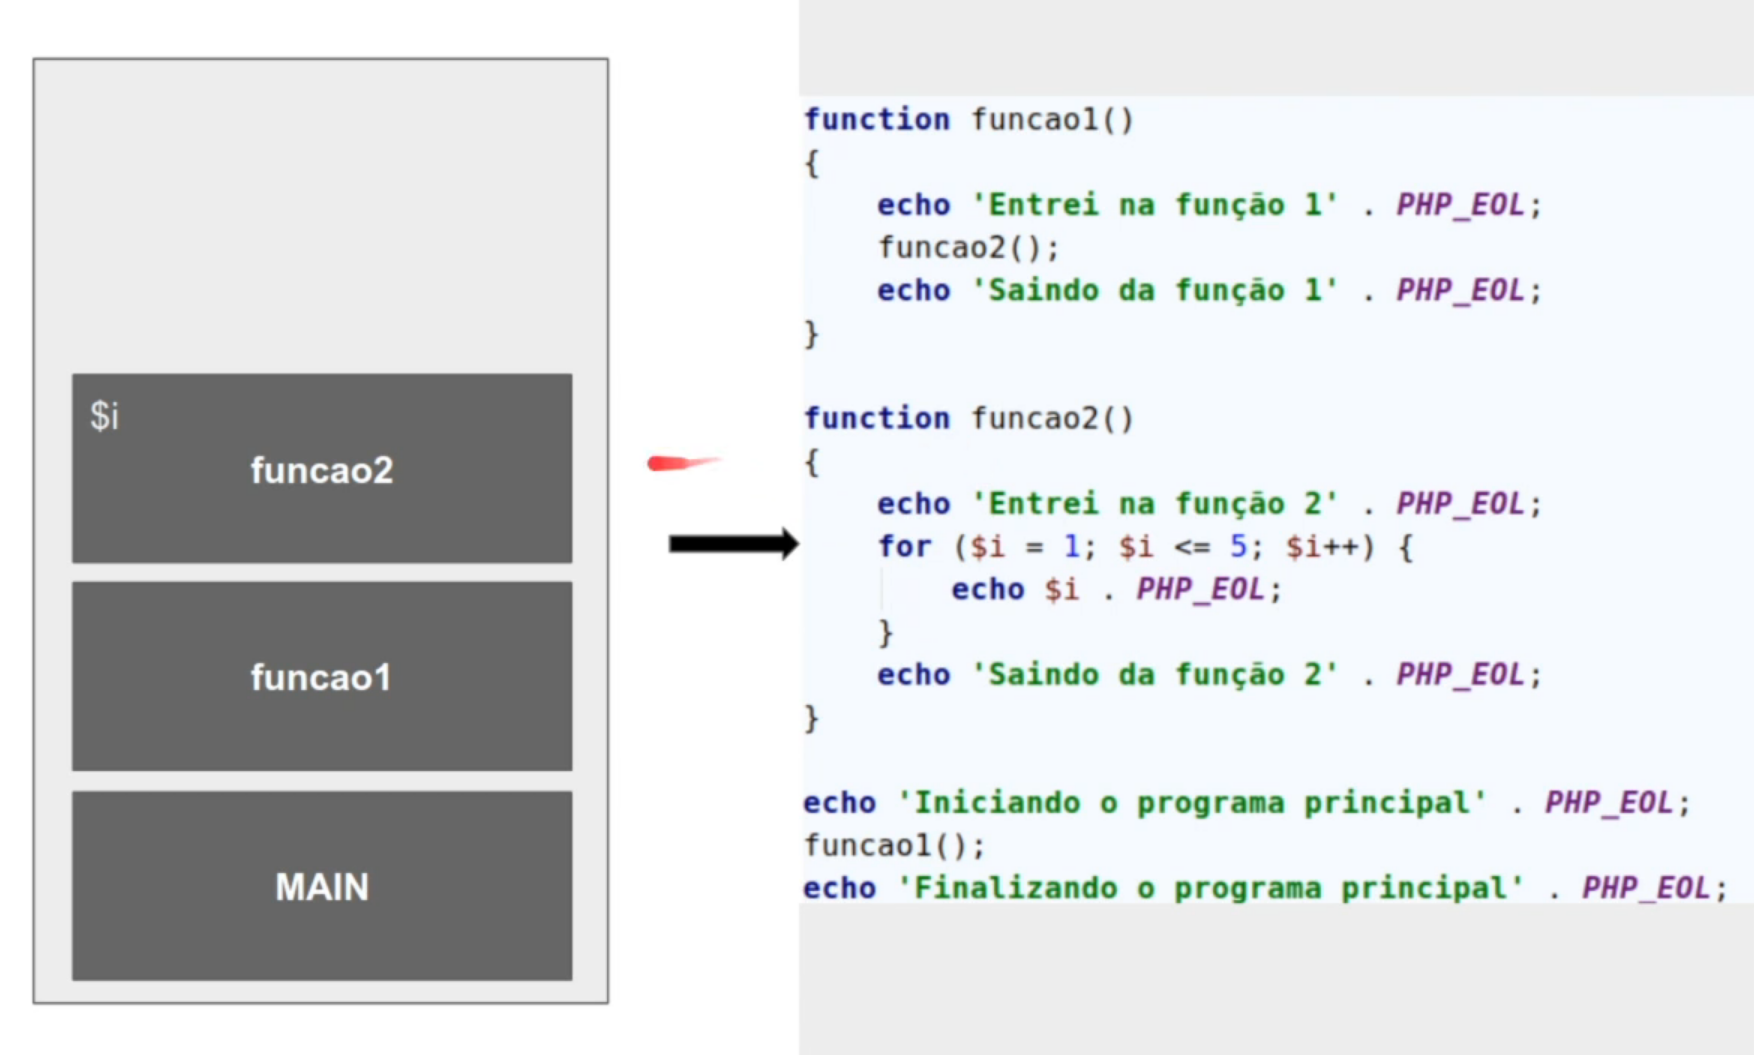 $i
funcao2
funcao1
MAIN
function funcao1()
{
    echo 'Entrei na função 1' . PHP_EOL;
    funcao2();
    echo 'Saindo da função 1' . PHP_EOL;
}
function funcao2()
{
    echo 'Entrei na função 2' . PHP_EOL;
    for ($i = 1; $i <= 5; $i++) {
        echo $i . PHP_EOL;
    }
    echo 'Saindo da função 2' . PHP_EOL;
}
echo 'Iniciando o programa principal' . PHP_EOL;
funcao1();
echo 'Finalizando o programa principal' . PHP_EOL;